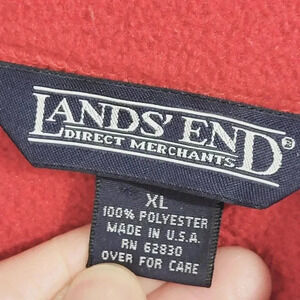 LANDS' END®
DIRECT MERCHANTS
XL
100% POLYESTER
MADE IN U.S.A.
RN 62830
OVER FOR CARE